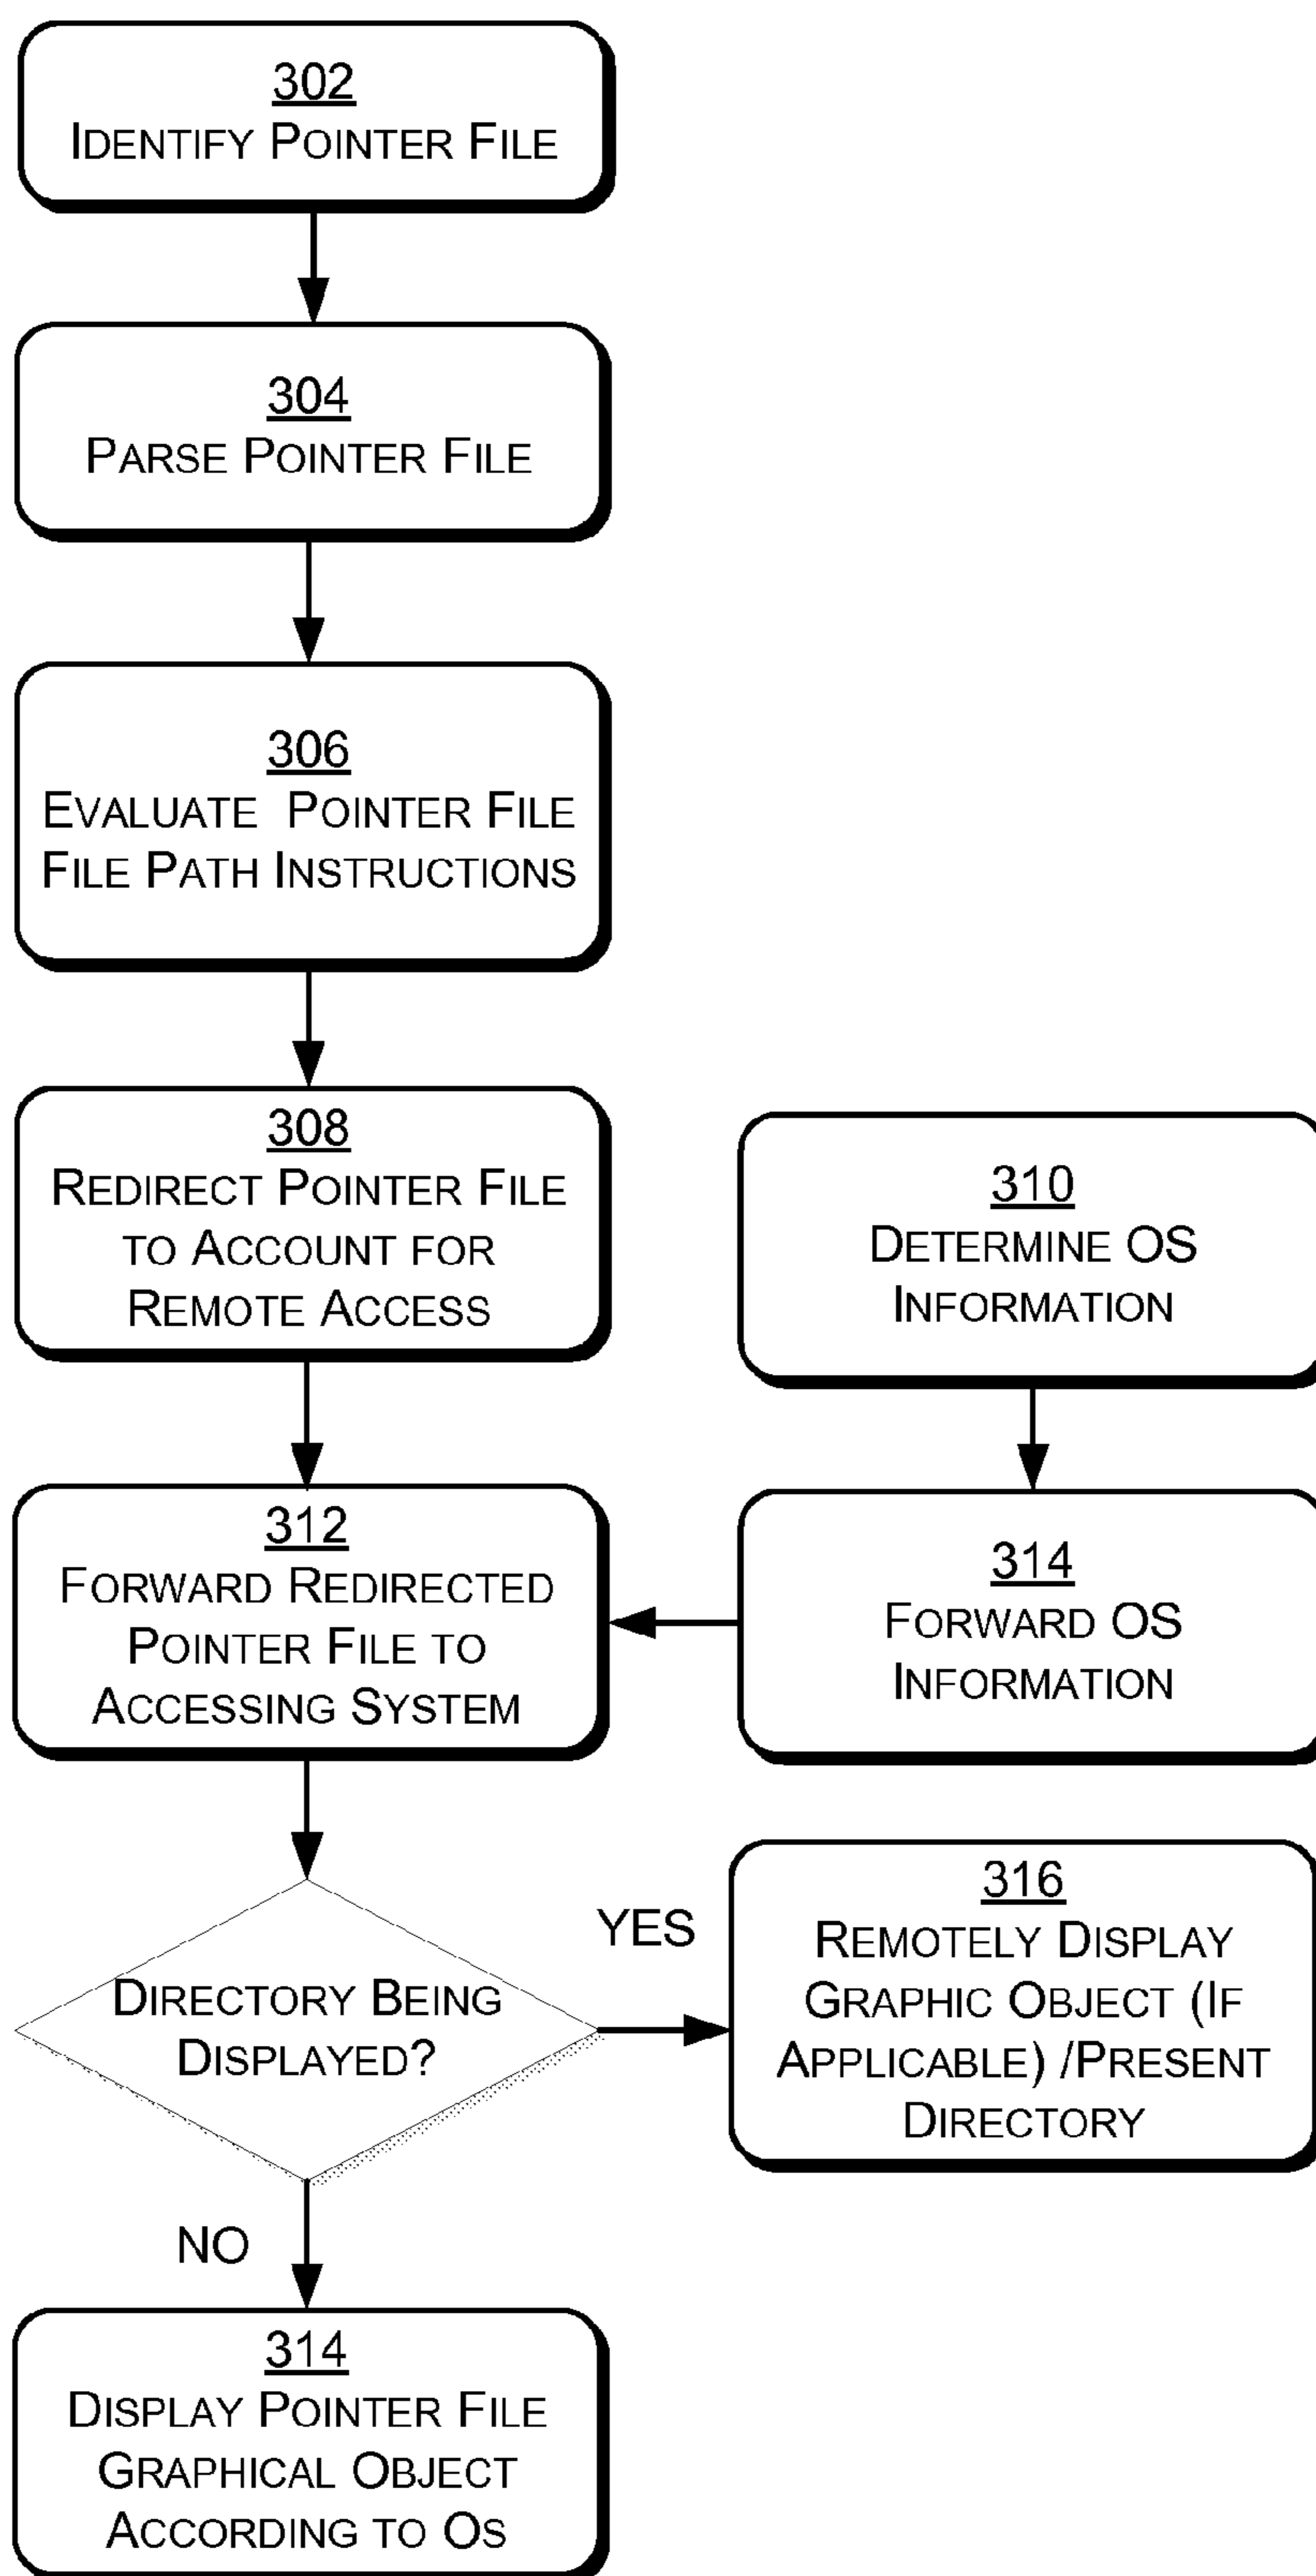 302
IDENTIFY POINTER FILE
304
PARSE POINTER FILE
306
EVALUATE POINTER FILE
FILE PATH INSTRUCTIONS
308
REDIRECT POINTER FILE
TO ACCOUNT FOR
REMOTE ACCESS
310
DETERMINE OS
INFORMATION
312
FORWARD REDIRECTED
POINTER FILE TO
ACCESSING SYSTEM
314
FORWARD OS
INFORMATION
DIRECTORY BEING
DISPLAYED?
YES
316
REMOTELY DISPLAY
GRAPHIC OBJECT (IF
APPLICABLE) /PRESENT
DIRECTORY
NO
314
DISPLAY POINTER FILE
GRAPHICAL OBJECT
ACCORDING TO OS